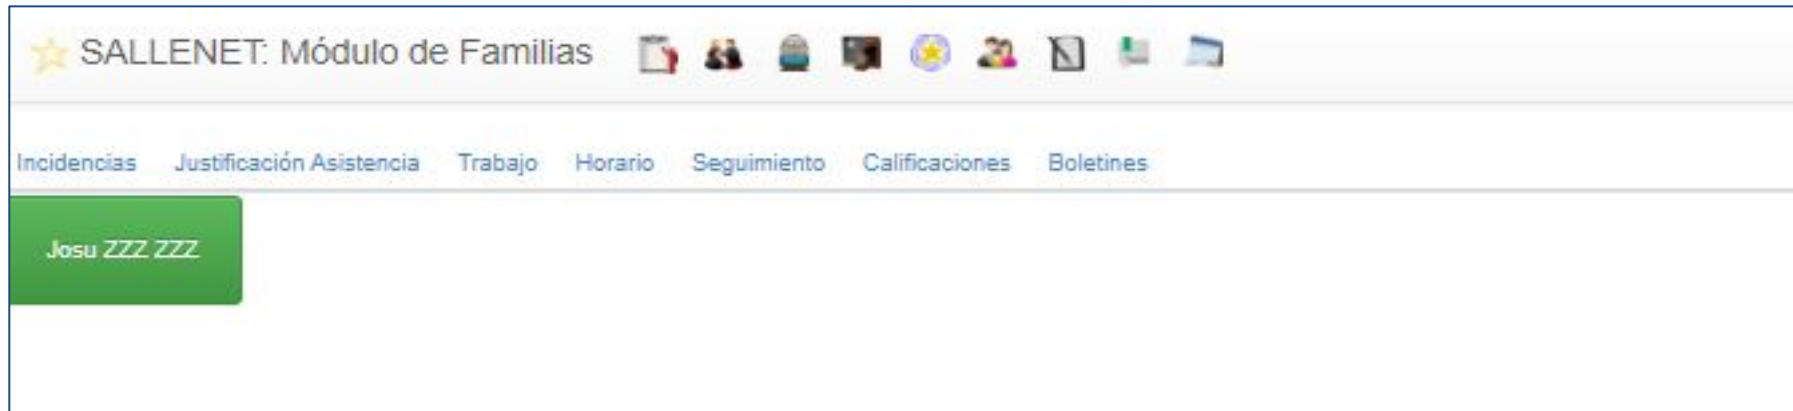 SALLENET: Módulo de Familias
Incidencias Justificación Asistencia Trabajo Horario Seguimiento Calificaciones Boletines
Josu ZZZ ZZZ